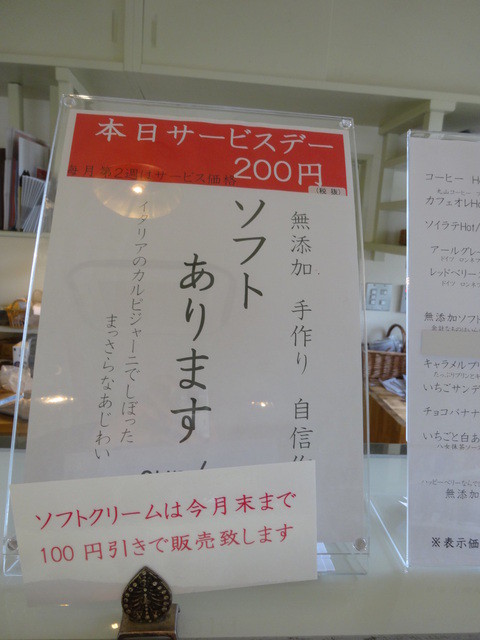 本日サービスデー
毎月第2週はサービス価格
200円
(税抜)
無添加 手作り 自信作
ソフト
あります
イタリアのカルピジャーニでしぼった
まっさらなあじわい
ソフトクリームは今月末まで
100円引きで販売致します
コーヒー
カフェオレHo
ソイラテHot/
アールグレ
レッドベリー
無添加ソフト
キャラメルプリ
いちごサンデ
チョコバナナ
いちごと白あ
無添加
※表示価